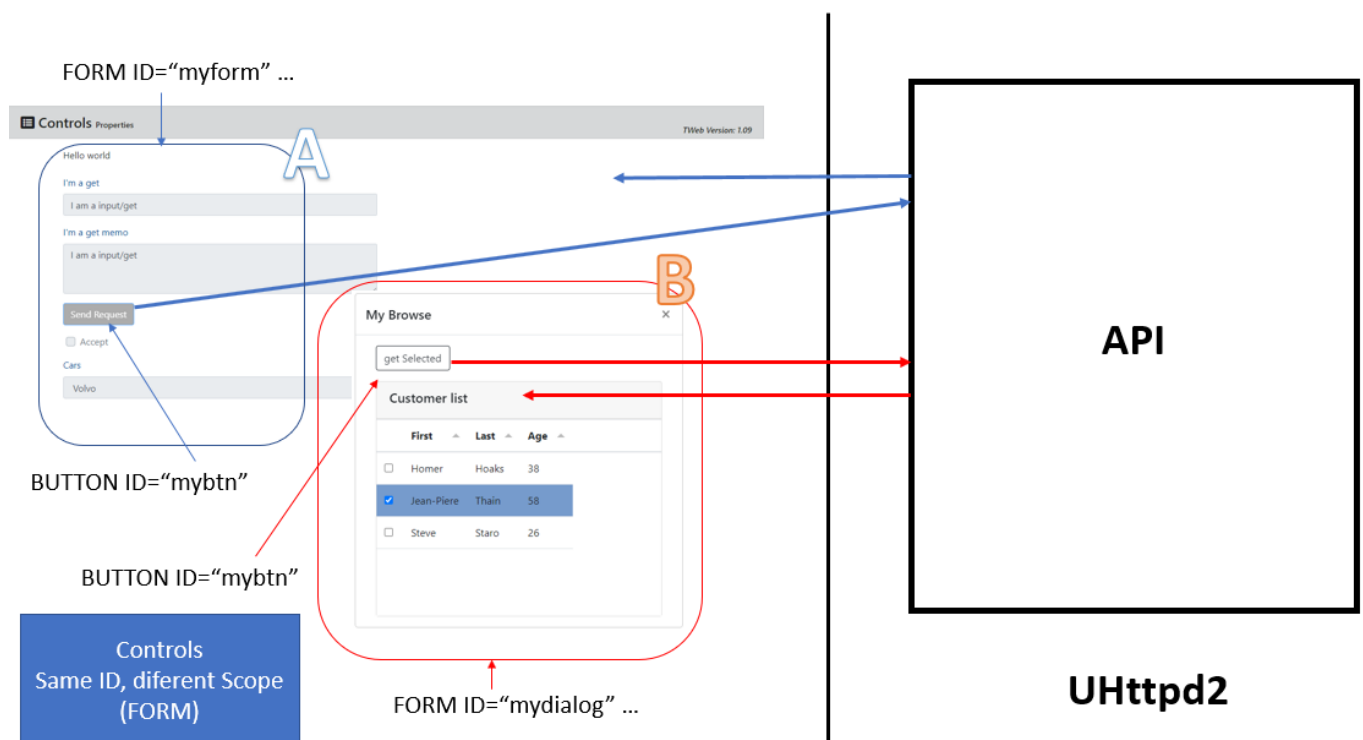 FORM ID=“myform” ...
Controls Properties
TWeb Version: 1.09
A
Hello world
I'm a get
I am a input/get
I'm a get memo
I am a input/get
Send Request
Accept
Cars
Volvo
BUTTON ID=“mybtn”
B
My Browse ×
get Selected
Customer list
First Last Age
Homer Hoaks 38
Jean-Piere Thain 58
Steve Staro 26
BUTTON ID=“mybtn”
FORM ID=“mydialog” ...
Controls
Same ID, diferent Scope
(FORM)
API
UHttpd2